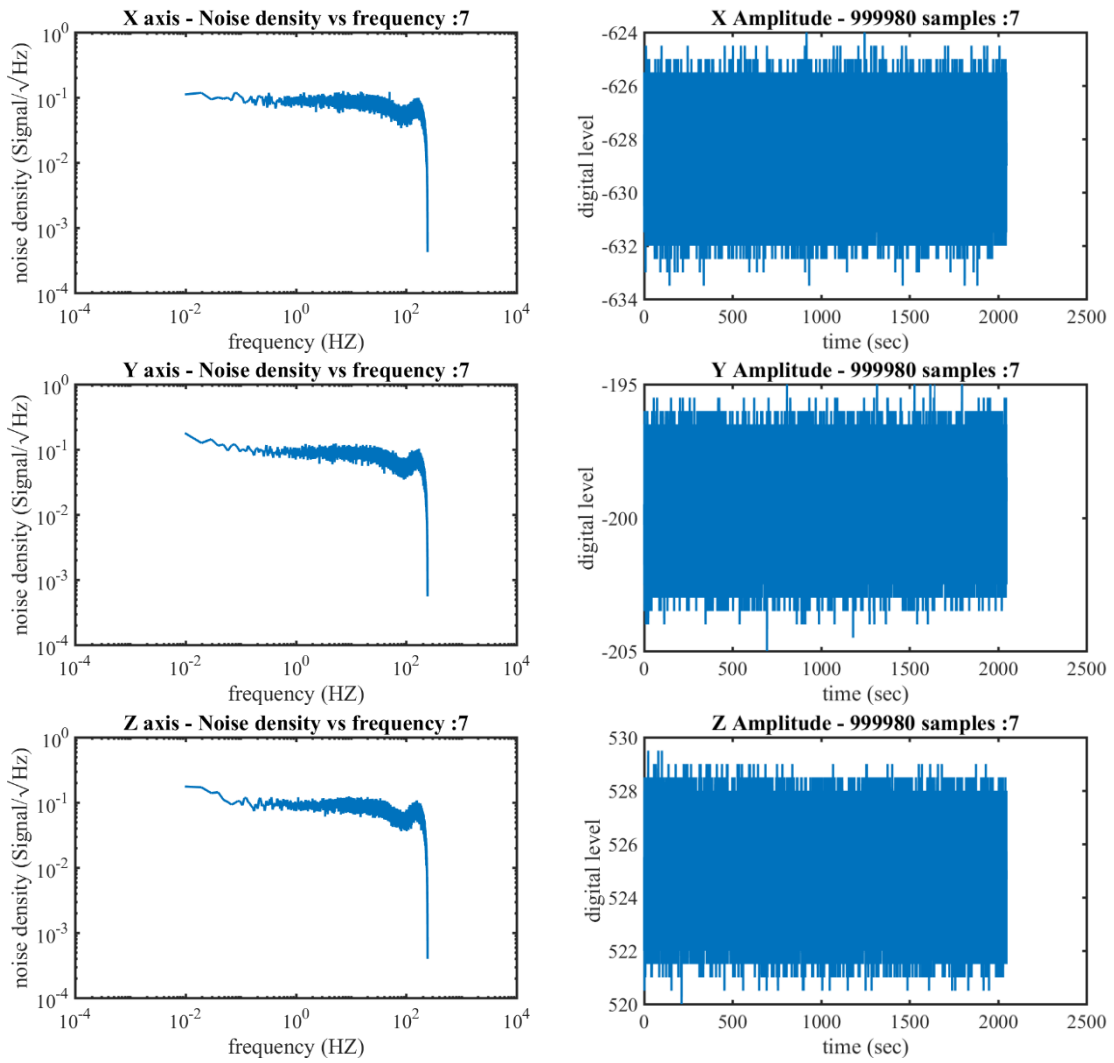 X axis - Noise density vs frequency :7
10^0
10^-1
10^-2
10^-3
10^-4
noise density (Signal/√Hz)
10^-4 10^-2 10^0 10^2 10^4
frequency (HZ)
X Amplitude - 999980 samples :7
-624
-626
-628
-630
-632
-634
digital level
0 500 1000 1500 2000 2500
time (sec)
Y axis - Noise density vs frequency :7
10^0
10^-1
10^-2
10^-3
10^-4
noise density (Signal/√Hz)
10^-4 10^-2 10^0 10^2 10^4
frequency (HZ)
Y Amplitude - 999980 samples :7
-195
-200
-205
digital level
0 500 1000 1500 2000 2500
time (sec)
Z axis - Noise density vs frequency :7
10^0
10^-1
10^-2
10^-3
10^-4
noise density (Signal/√Hz)
10^-4 10^-2 10^0 10^2 10^4
frequency (HZ)
Z Amplitude - 999980 samples :7
530
528
526
524
522
520
digital level
0 500 1000 1500 2000 2500
time (sec)